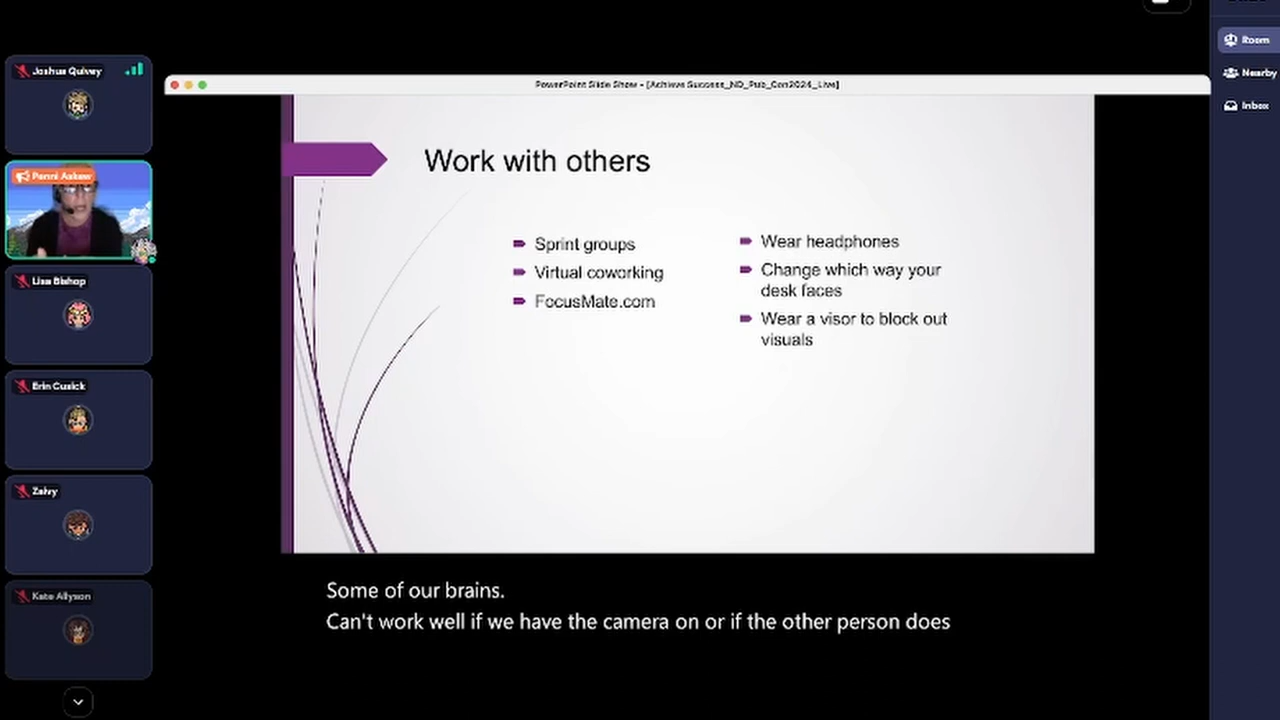 Joshua Quivey
Penni Askew
Lisa Bishop
Erin Cusick
Zalvy
Kate Allyson
PowerPoint Slide Show - [Achieve Success_ND_Pub_Con2024_Live]
Work with others
Sprint groups
Virtual coworking
FocusMate.com
Wear headphones
Change which way your
desk faces
Wear a visor to block out
visuals
Some of our brains.
Can't work well if we have the camera on or if the other person does
Room
Nearby
Inbox